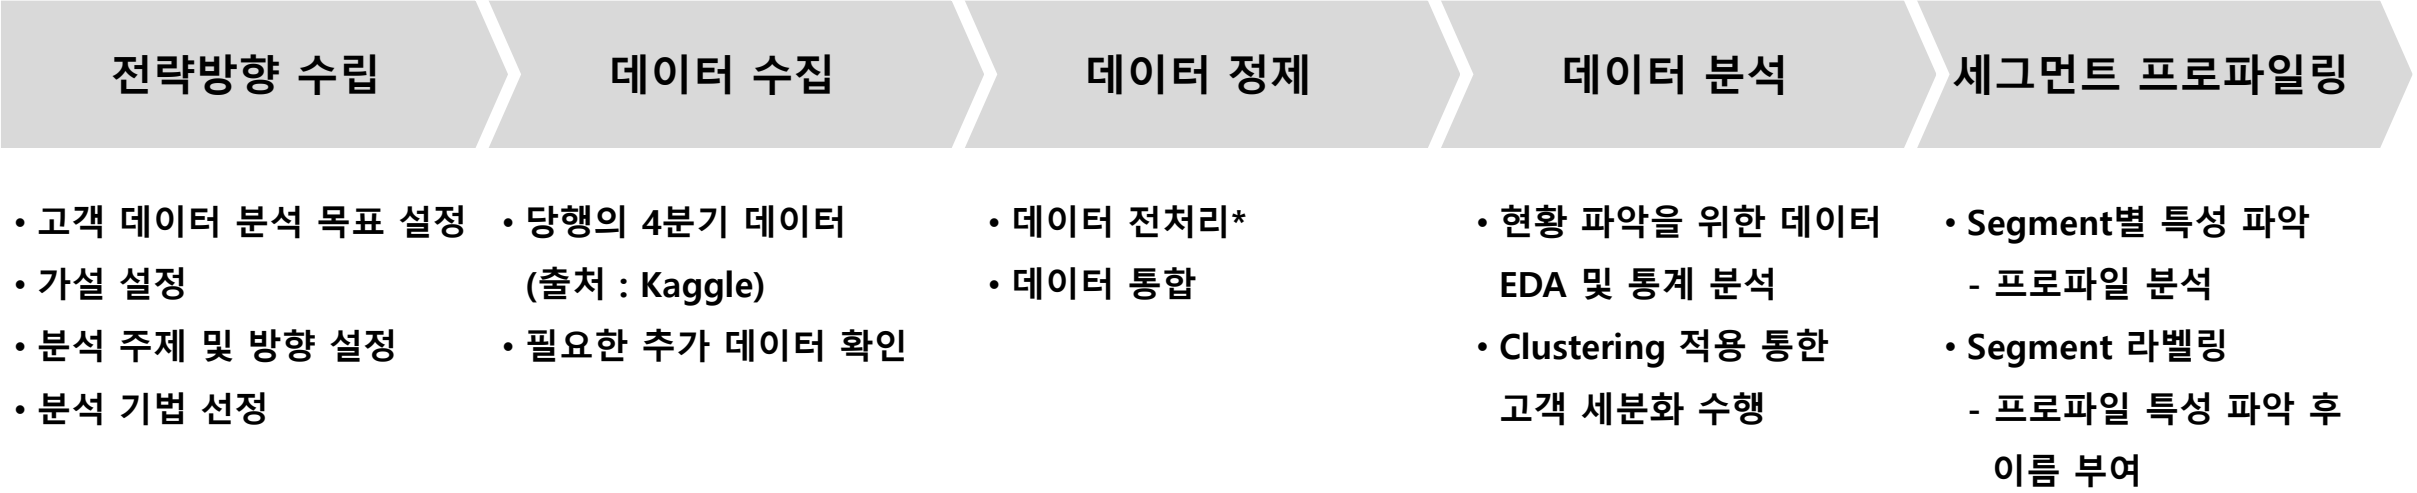 전략방향 수립
데이터 수집
데이터 정제
데이터 분석
세그먼트 프로파일링
• 고객 데이터 분석 목표 설정
• 가설 설정
• 분석 주제 및 방향 설정
• 분석 기법 선정
• 당행의 4분기 데이터
(출처 : Kaggle)
• 필요한 추가 데이터 확인
• 데이터 전처리*
• 데이터 통합
• 현황 파악을 위한 데이터
EDA 및 통계 분석
• Clustering 적용 통한
고객 세분화 수행
• Segment별 특성 파악
- 프로파일 분석
• Segment 라벨링
- 프로파일 특성 파악 후
이름 부여